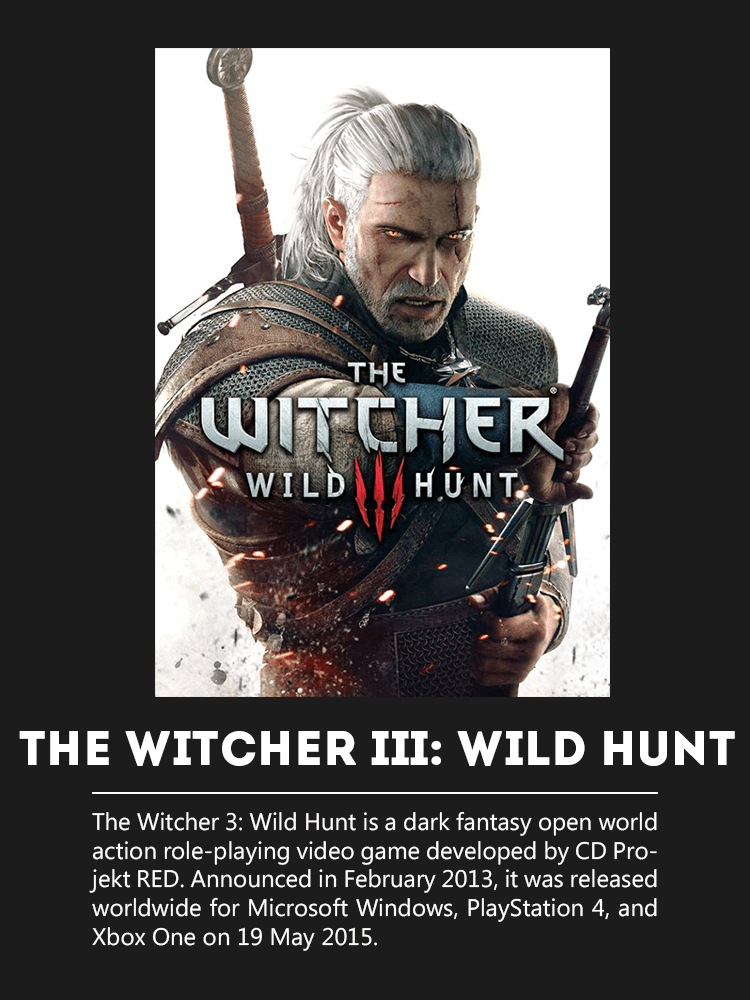 THE
WITCHER®
WILD III HUNT
THE WITCHER III: WILD HUNT
The Witcher 3: Wild Hunt is a dark fantasy open world
action role-playing video game developed by CD Pro-
jekt RED. Announced in February 2013, it was released
worldwide for Microsoft Windows, PlayStation 4, and
Xbox One on 19 May 2015.